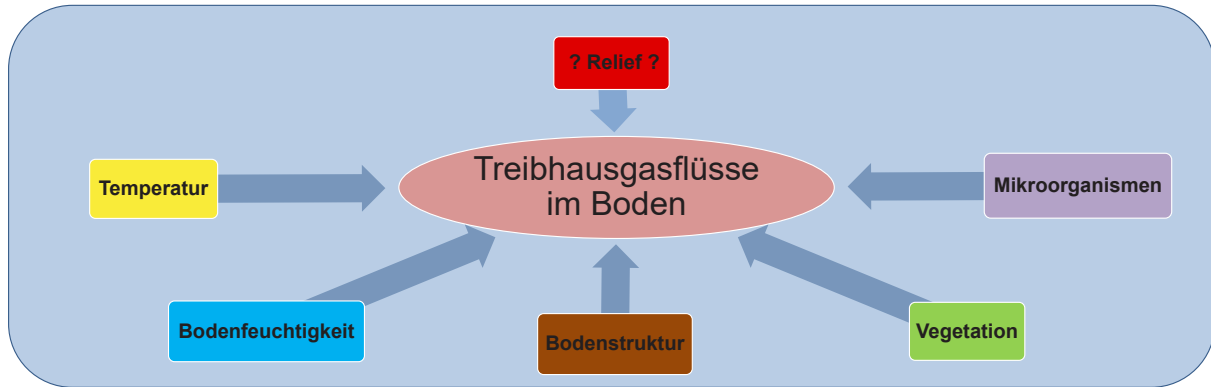 ? Relief ?
Treibhausgasflüsse
im Boden
Temperatur
Mikroorganismen
Bodenfeuchtigkeit
Bodenstruktur
Vegetation